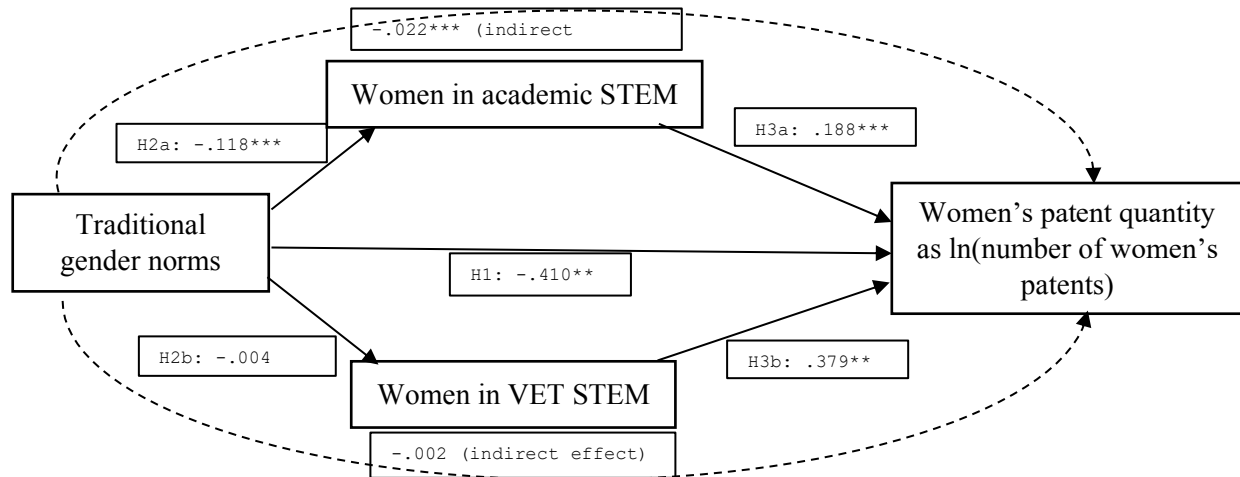 -.022*** (indirect
Women in academic STEM
H2a: -.118***
H3a: .188***
Traditional
gender norms
Women's patent quantity
as ln(number of women's
patents)
H1: -.410**
H2b: -.004
H3b: .379**
Women in VET STEM
-.002 (indirect effect)